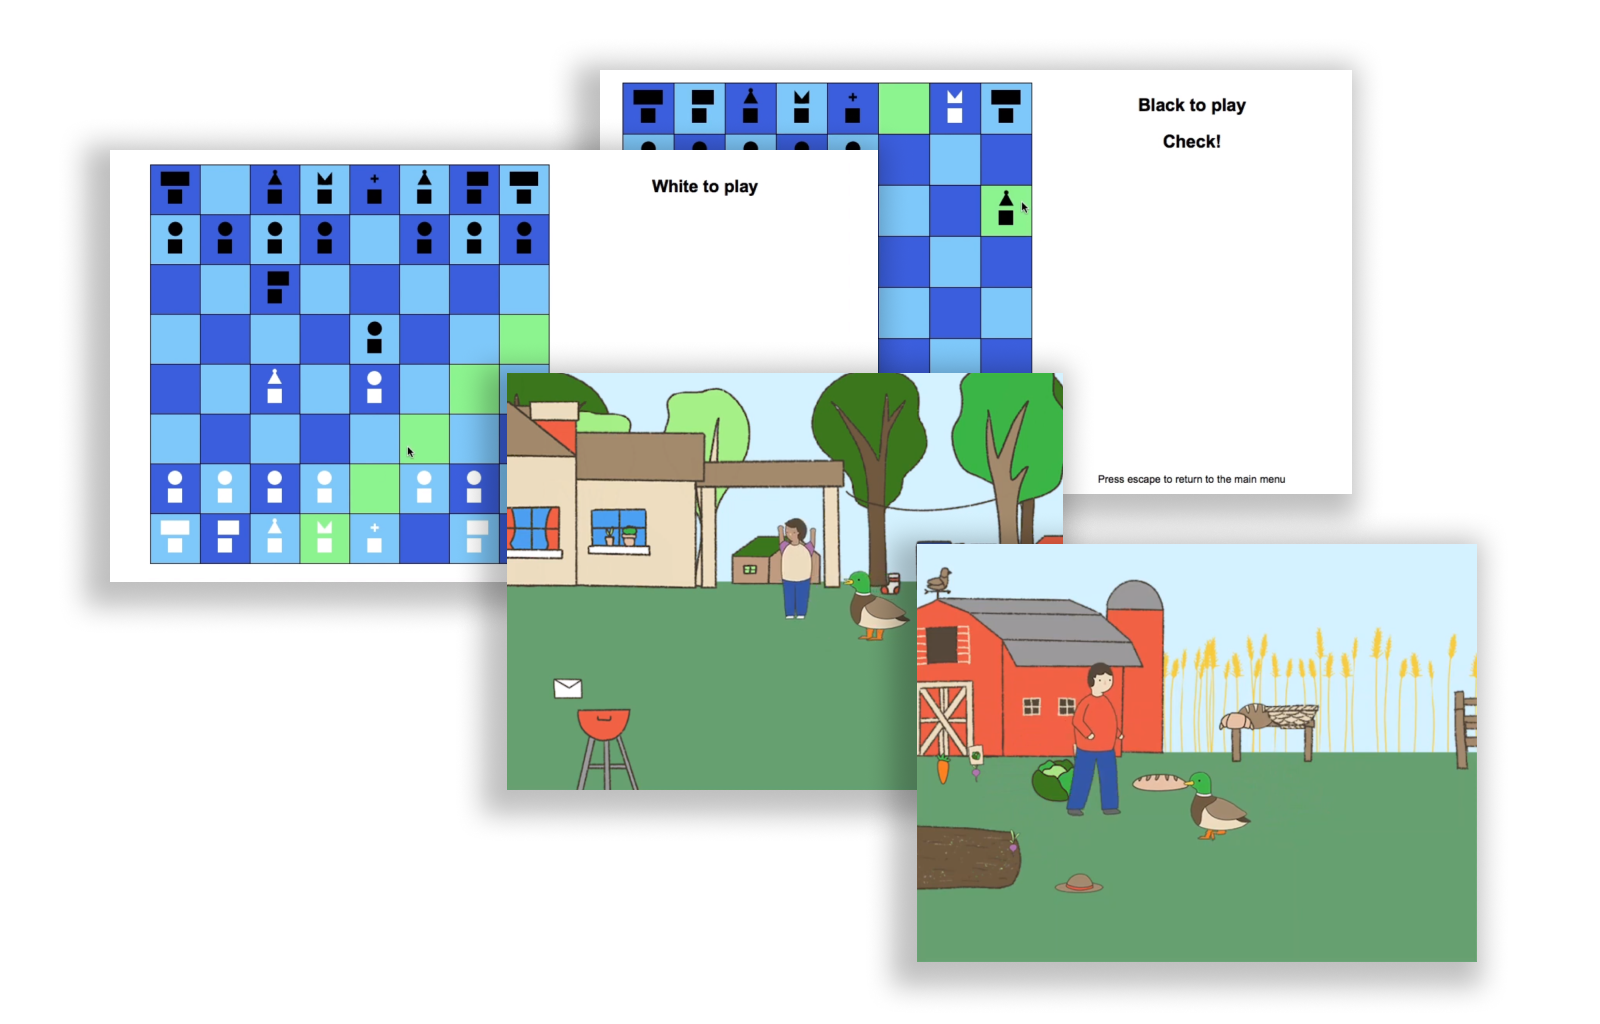 Black to play
Check!
White to play
Press escape to return to the main menu